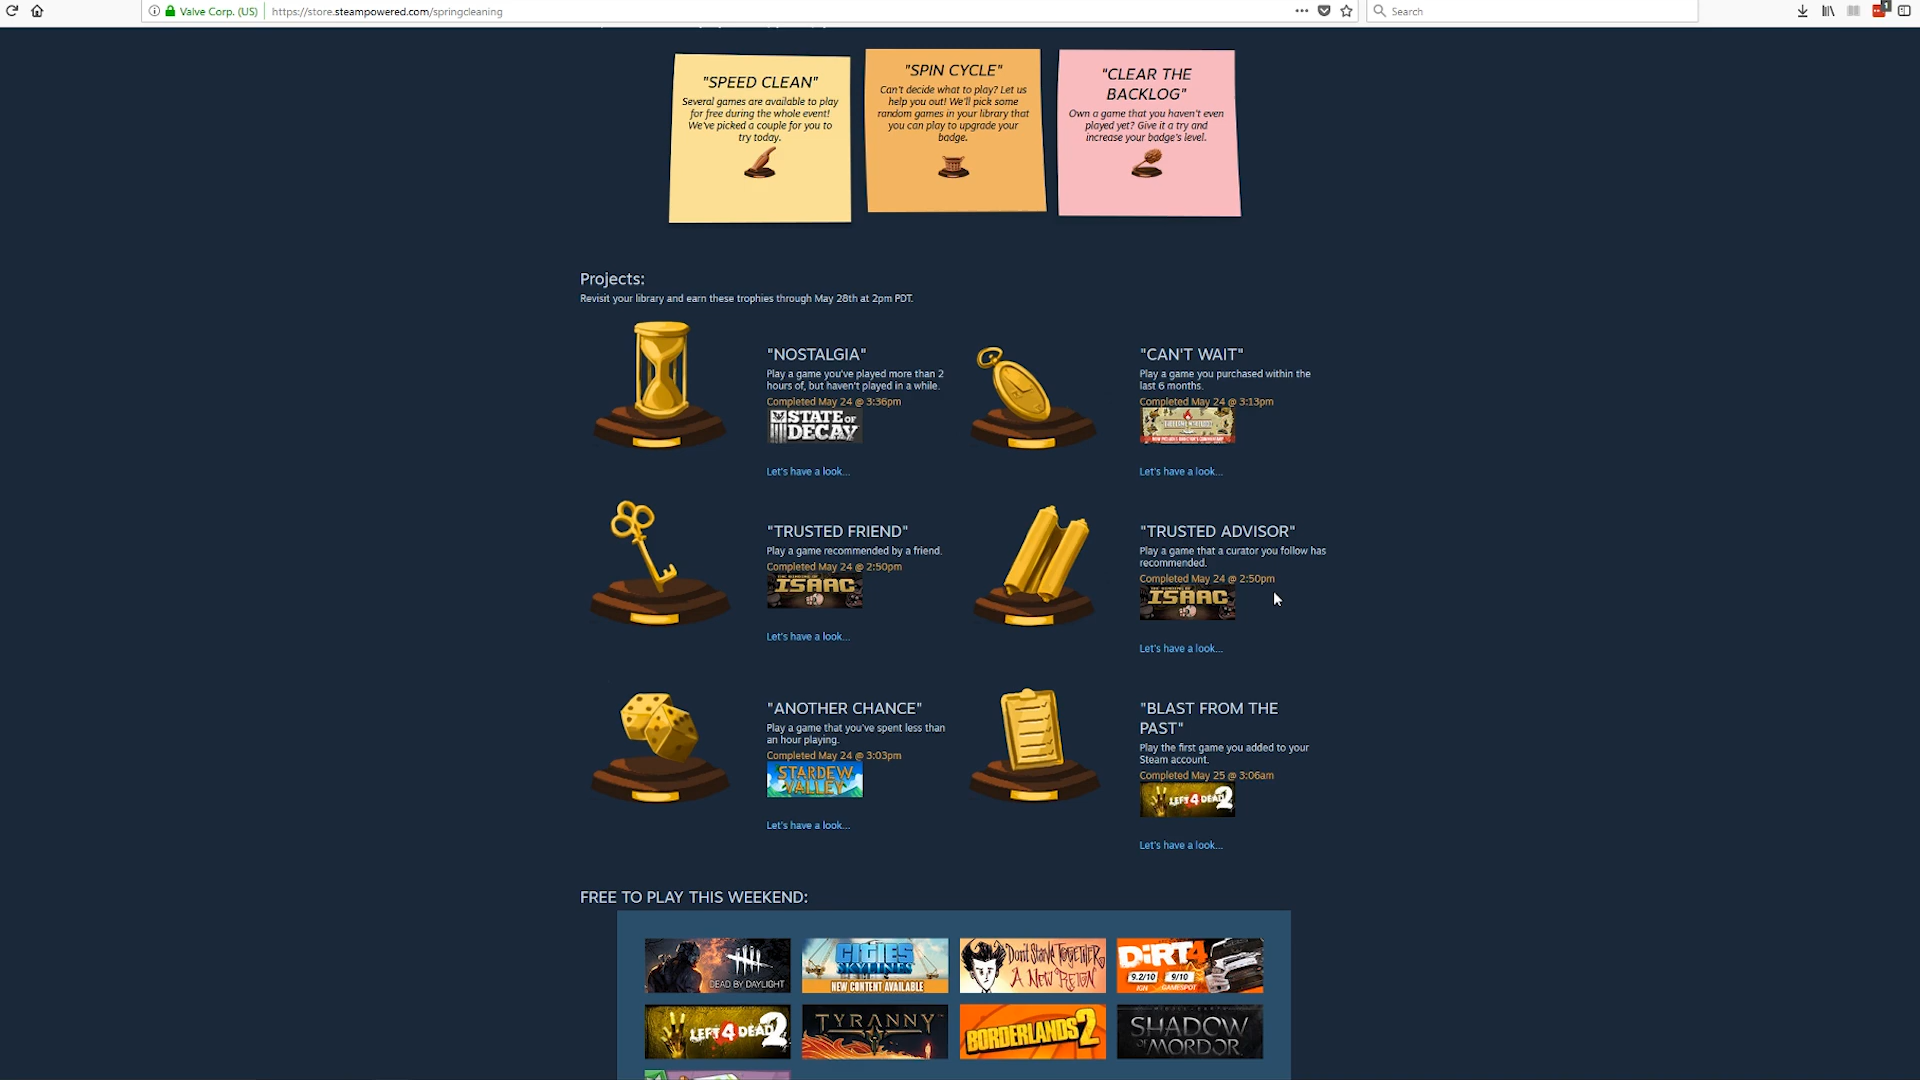 Valve Corp. (US)
https://store.steampowered.com/springcleaning
Search
1
"SPEED CLEAN"
Several games are available to play
for free during the whole event!
We've picked a couple for you to
try today.
"SPIN CYCLE"
Can't decide what to play? Let us
help you out! We'll pick some
random games in your library that
you can play to upgrade your
badge.
"CLEAR THE
BACKLOG"
Own a game that you haven't even
played yet? Give it a try and
increase your badge's level.
Projects:
Revisit your library and earn these trophies through May 28th at 2pm PDT.
"NOSTALGIA"
Play a game you've played more than 2
hours of, but haven't played in a while.
Completed May 24 @ 3:36pm
STATE OF
DECAY
Let's have a look...
"CAN'T WAIT"
Play a game you purchased within the
last 6 months.
Completed May 24 @ 3:13pm
Let's have a look...
"TRUSTED FRIEND"
Play a game recommended by a friend.
Completed May 24 @ 2:50pm
THE BINDING OF
ISAAC
Let's have a look...
"TRUSTED ADVISOR"
Play a game that a curator you follow has
recommended.
Completed May 24 @ 2:50pm
THE BINDING OF
ISAAC
Let's have a look...
"ANOTHER CHANCE"
Play a game that you've spent less than
an hour playing.
Completed May 24 @ 3:03pm
STARDEW
VALLEY
Let's have a look...
"BLAST FROM THE
PAST"
Play the first game you added to your
Steam account.
Completed May 25 @ 3:06am
LEFT 4 DEAD 2
Let's have a look...
FREE TO PLAY THIS WEEKEND:
DEAD BY DAYLIGHT
CITIES
SKYLINES
NEW CONTENT AVAILABLE
Don't Starve Together
A New Reign
DiRT 4
9.2/10 9/10
IGN GAMESPOT
LEFT 4 DEAD 2
TYRANNY
BORDERLANDS 2
MIDDLE-EARTH
SHADOW
OF MORDOR